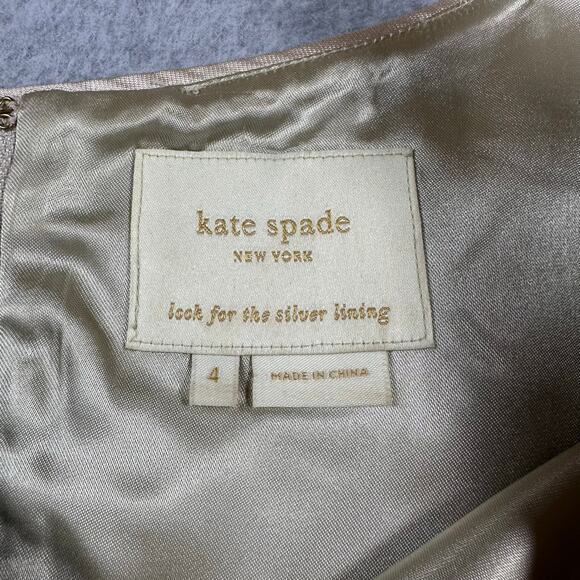 kate spade
NEW YORK
look for the silver lining
4
MADE IN CHINA